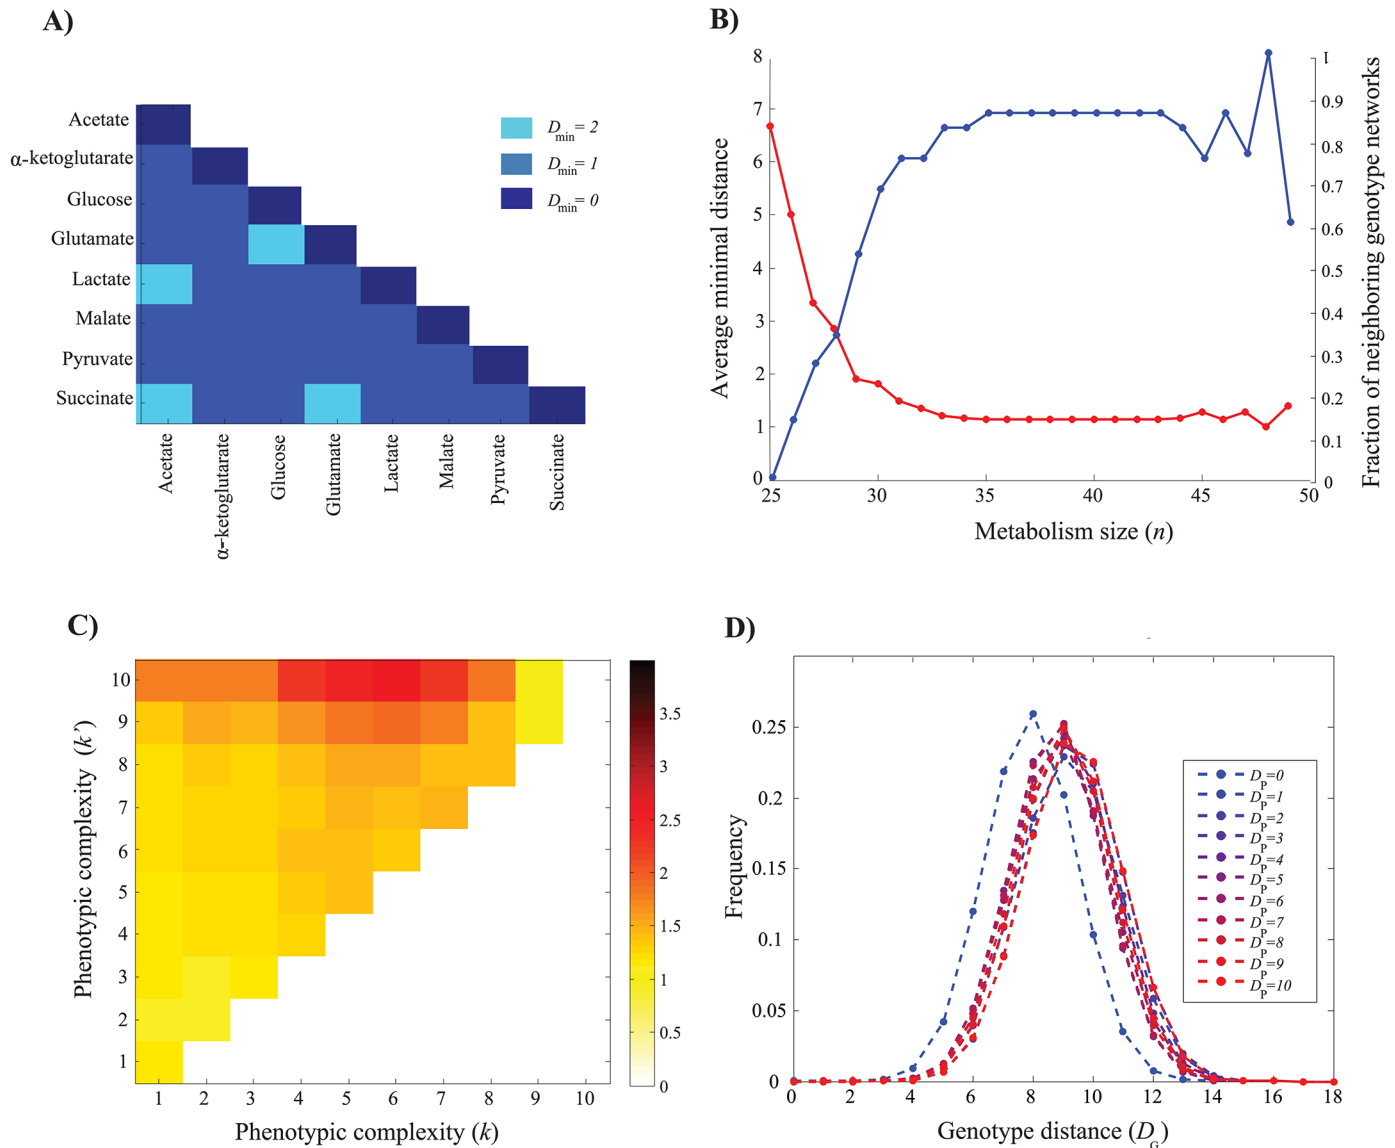 A)
Acetate
α-ketoglutarate
Glucose
Glutamate
Lactate
Malate
Pyruvate
Succinate
Acetate
α-ketoglutarate
Glucose
Glutamate
Lactate
Malate
Pyruvate
Succinate
Dmin= 2
Dmin= 1
Dmin= 0
B)
Average minimal distance
8
7
6
5
4
3
2
1
0
25 30 35 40 45 50
Metabolism size (n)
1
0.9
0.8
0.7
0.6
0.5
0.4
0.3
0.2
0.1
0
Fraction of neighboring genotype networks
C)
Phenotypic complexity (k’)
10
9
8
7
6
5
4
3
2
1
1 2 3 4 5 6 7 8 9 10
Phenotypic complexity (k)
3.5
3
2.5
2
1.5
1
0.5
0
D)
Frequency
0.25
0.2
0.15
0.1
0.05
0
0 2 4 6 8 10 12 14 16 18
Genotype distance (DG)
DP=0
DP=1
DP=2
DP=3
DP=4
DP=5
DP=6
DP=7
DP=8
DP=9
DP=10